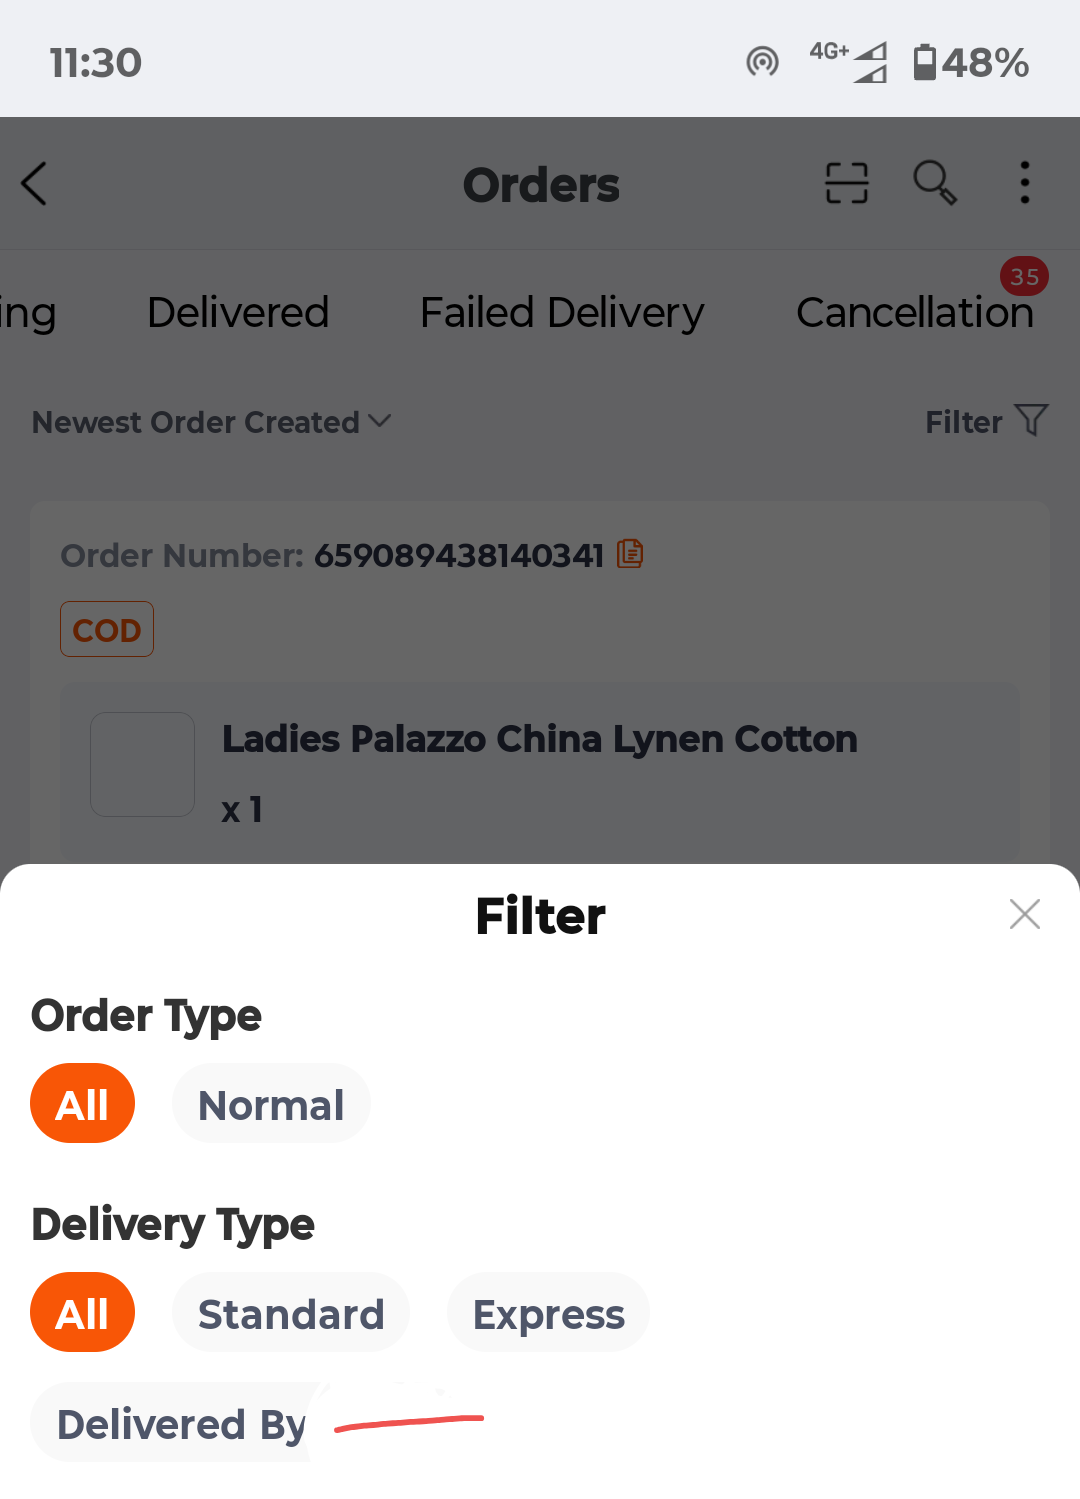 11:30
4G+
48%
Orders
ing
Delivered
Failed Delivery
Cancellation
35
Newest Order Created
Filter
Order Number: 659089438140341
COD
Ladies Palazzo China Lynen Cotton
x 1
Filter
Order Type
All
Normal
Delivery Type
All
Standard
Express
Delivered By